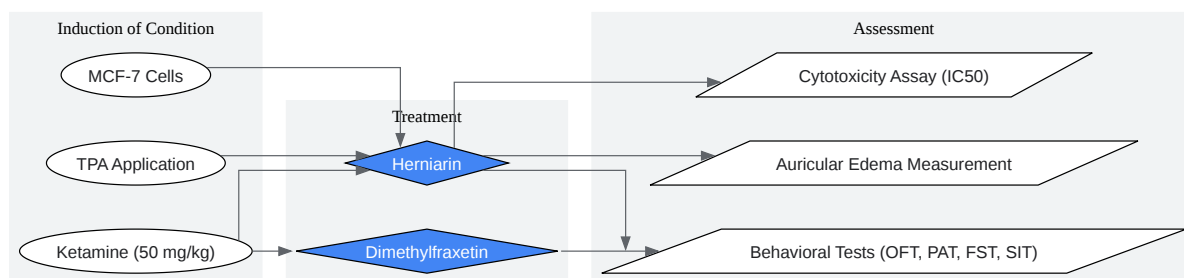 Induction of Condition
Assessment
MCF-7 Cells
Cytotoxicity Assay (IC50)
Treatment
TPA Application
Herniarin
Auricular Edema Measurement
Ketamine (50 mg/kg)
Dimethylfraxetin
Behavioral Tests (OFT, PAT, FST, SIT)